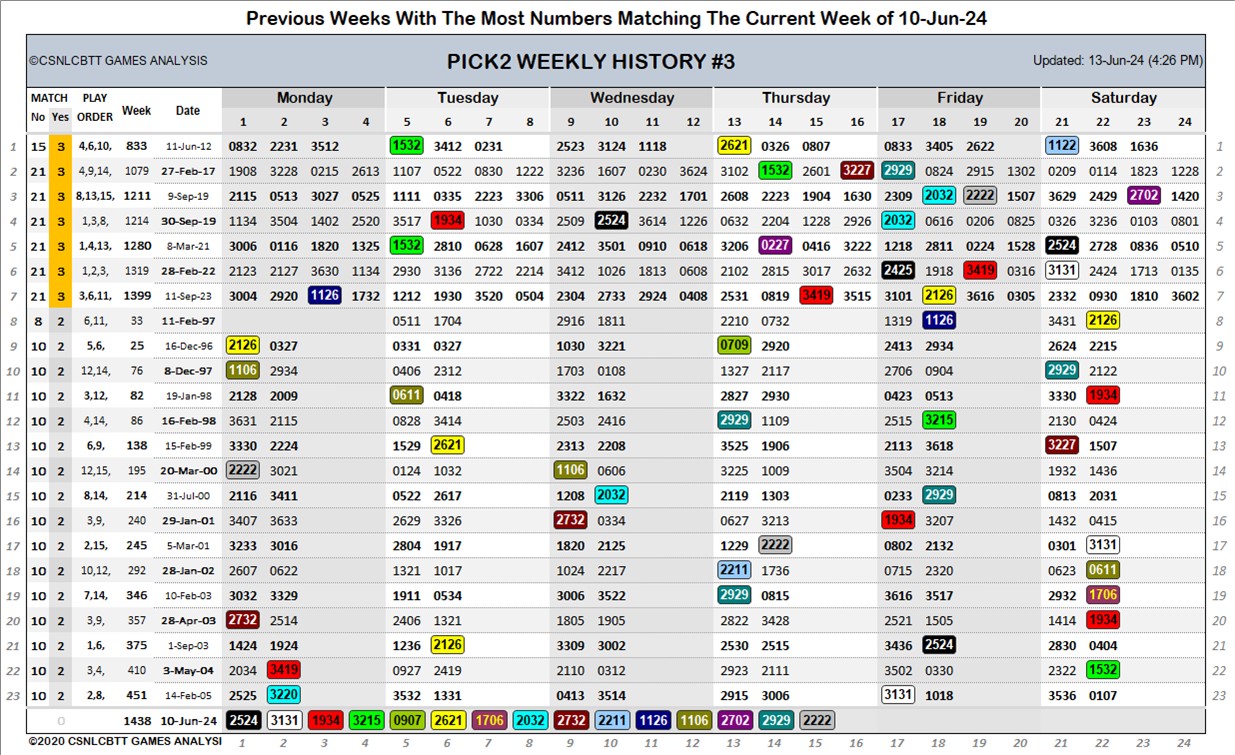 Previous Weeks With The Most Numbers Matching The Current Week of 10-Jun-24
©CSNLCBTT GAMES ANALYSIS PICK2 WEEKLY HISTORY #3 Updated: 13-Jun-24 (4:26 PM)
MATCH PLAY Week Date Monday Tuesday Wednesday Thursday Friday Saturday
No Yes ORDER 1 2 3 4 5 6 7 8 9 10 11 12 13 14 15 16 17 18 19 20 21 22 23 24
1 15 3 4,6,10, 833 11-Jun-12 0832 2231 3512 1532 3412 0231 2523 3124 1118 2621 0326 0807 0833 3405 2622 1122 3608 1636 1
2 21 3 4,9,14, 1079 27-Feb-17 1908 3228 0215 2613 1107 0522 0830 1222 3236 1607 0230 3624 3102 1532 2601 3227 2929 0824 2915 1302 0209 0114 1823 1228 2
3 21 3 8,13,15, 1211 9-Sep-19 2115 0513 3027 0525 1111 0335 2223 3306 0511 3126 2232 1701 2608 2223 1904 1630 2309 2032 2222 1507 3629 2429 2702 1420 3
4 21 3 1,3,8, 1214 30-Sep-19 1134 3504 1402 2520 3517 1934 1030 0334 2509 2524 3614 1226 0632 2204 1228 2916 2032 0616 0206 0825 0326 3236 0103 0801 4
5 21 3 1,4,13, 1280 8-Mar-21 3006 0116 1820 1325 1532 2810 0628 1607 2412 3501 0910 0618 3206 0227 0416 3222 1218 2811 0224 1528 2524 2728 0836 0510 5
6 21 3 1,2,3, 1319 28-Feb-22 2123 2127 3630 1134 2930 3136 2722 2214 3412 1026 1813 0608 2102 2815 3017 2632 2425 1918 3419 0316 3131 2424 1713 0135 6
7 21 3 3,6,11, 1399 11-Sep-23 3004 2920 1126 1732 1212 1930 3520 0504 2304 2733 2924 0408 2531 0819 3419 3515 3101 2126 3616 0305 2332 0930 1810 3602 7
8 8 2 6,11, 33 11-Feb-97 0511 1704 2916 1811 2210 0732 1319 1126 3431 2126 8
9 10 2 5,6, 25 16-Dec-96 2126 0327 0331 0327 1030 3221 0709 2920 2413 2934 2624 2215 9
10 10 2 12,14, 76 8-Dec-97 1106 2934 0406 2312 1703 0108 1327 2117 2706 0904 2929 2122 10
11 10 2 3,12, 82 19-Jan-98 2128 2009 0611 0418 3322 1632 2827 2930 0423 0513 3330 1934 11
12 10 2 4,14, 86 16-Feb-98 3631 2115 0828 3414 2503 2416 2929 1109 2515 3215 2130 0424 12
13 10 2 6,9, 138 15-Feb-99 3330 2224 1529 2621 2313 2208 3525 1906 2113 3618 3227 1507 13
14 10 2 12,15, 195 20-Mar-00 2222 3021 0124 1032 1106 0606 3225 1009 3504 3214 1932 1436 14
15 10 2 8,14, 214 31-Jul-00 2116 3411 0522 2617 1208 2032 2119 1303 0233 2929 0813 2031 15
16 10 2 3,9, 240 29-Jan-01 3407 3633 2629 3326 2732 0334 0627 3213 1934 3207 1432 0415 16
17 10 2 2,15, 245 5-Mar-01 3233 3016 2804 1917 1820 2125 1229 2222 0802 2132 0301 3131 17
18 10 2 10,12, 292 28-Jan-02 2607 0622 1321 1017 1024 2217 2211 1736 0715 2320 0623 0611 18
19 10 2 7,14, 346 10-Feb-03 3032 3329 1911 0534 3006 3522 2929 0815 3616 3517 2932 1706 19
20 10 2 3,9, 357 28-Apr-03 2732 2514 2406 1321 1805 1905 2822 3428 2521 1505 1414 1934 20
21 10 2 1,6, 375 1-Sep-03 1424 1924 1236 2126 3309 3002 2530 2515 3436 2524 2830 0404 21
22 10 2 3,4, 410 3-May-04 2034 3419 0927 2419 2110 0312 2923 2111 3502 0330 2322 1532 22
23 10 2 2,8, 451 14-Feb-05 2525 3220 3532 1331 0413 3514 2915 3006 3131 1018 3536 0107 23
0 1438 10-Jun-24 2524 3131 1934 3215 0907 2621 1706 2032 2732 2211 1126 1106 2702 2929 2222
©2020 CSNLCBTT GAMES ANALYSI 1 2 3 4 5 6 7 8 9 10 11 12 13 14 15 16 17 18 19 20 21 22 23 24